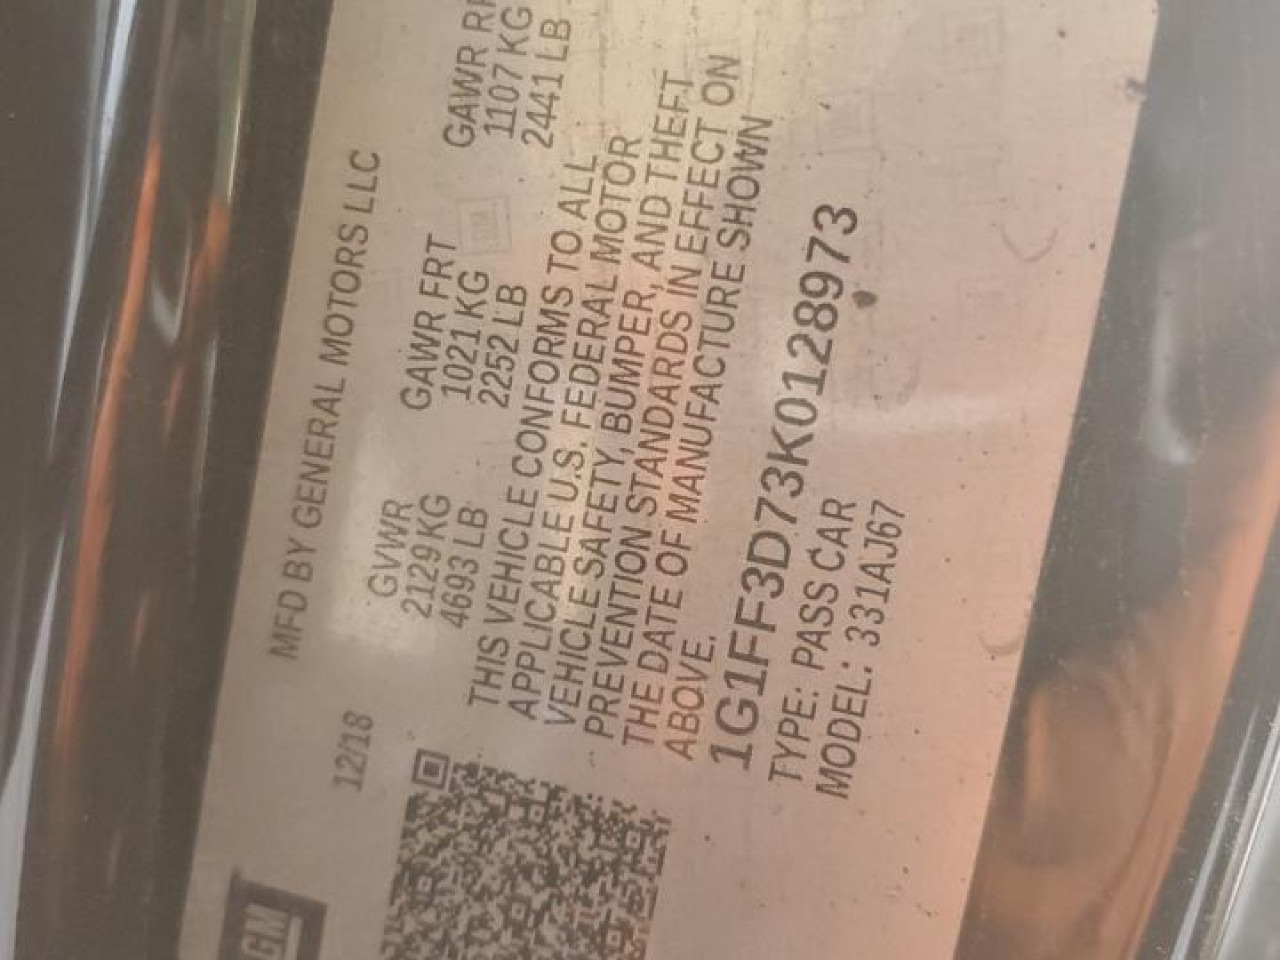 GM
12/18
MFD BY GENERAL MOTORS LLC
GVWR GAWR FRT GAWR
2129 KG 1021 KG 1107 KG
4693 LB 2252 LB 2441 LB
THIS VEHICLE CONFORMS TO ALL
APPLICABLE U.S. FEDERAL MOTOR
VEHICLE SAFETY, BUMPER, AND THEFT
PREVENTION STANDARDS IN EFFECT ON
THE DATE OF MANUFACTURE SHOWN
ABOVE.
1G1FF3D73K0128973
TYPE: PASS CAR
MODEL: 331AJ67